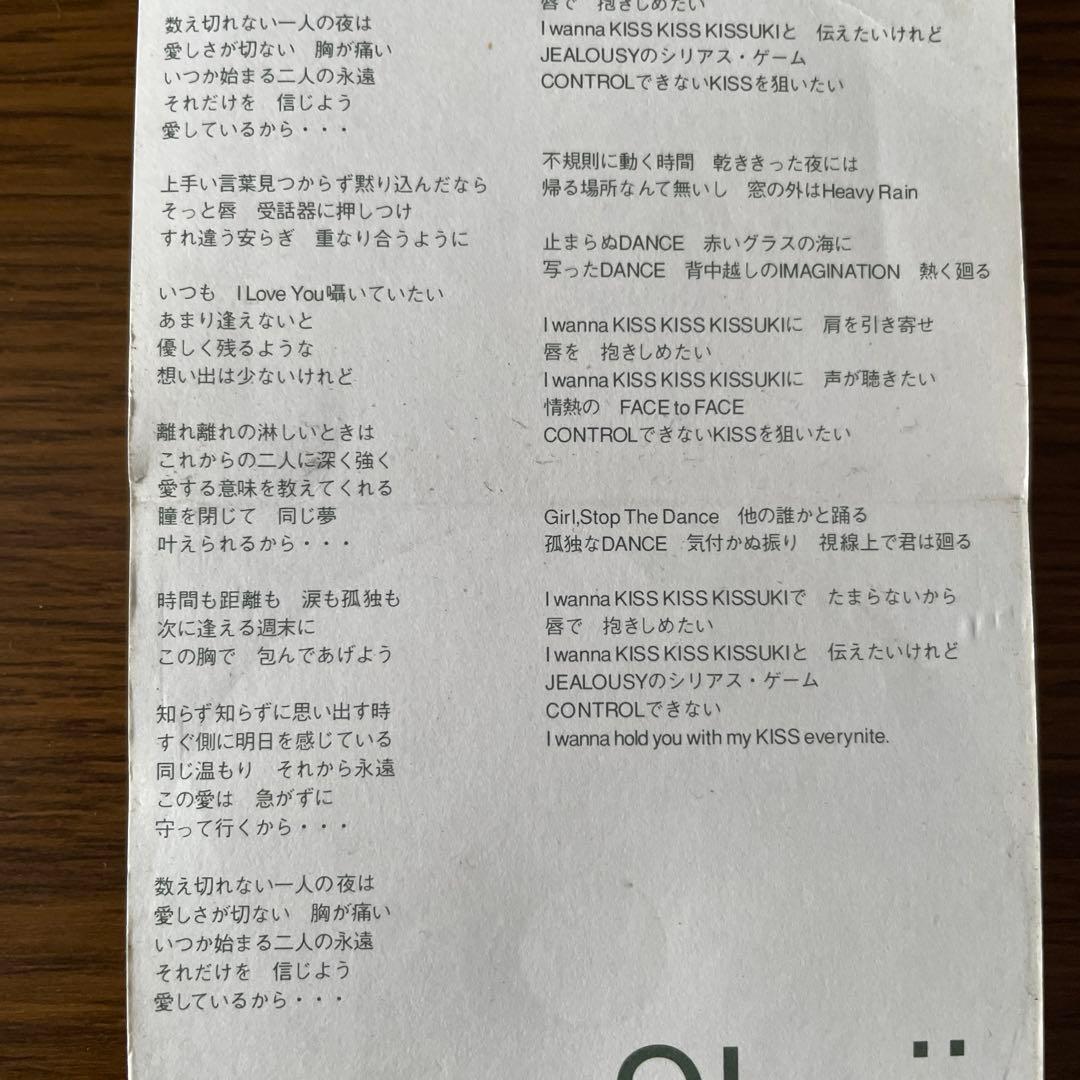 数え切れない一人の夜は
愛しさが切ない　胸が痛い
いつか始まる二人の永遠
それだけを　信じよう
愛しているから・・・
上手い言葉見つからず黙り込んだなら
そっと唇　受話器に押しつけ
すれ違う安らぎ　重なり合うように
いつも　I Love You囁いていたい
あまり逢えないと
優しく残るような
想い出は少ないけれど
離れ離れの淋しいときは
これからの二人に深く強く
愛する意味を教えてくれる
瞳を閉じて　同じ夢
叶えられるから・・・
時間も距離も　涙も孤独も
次に逢える週末に
この胸で　包んであげよう
知らず知らずに思い出す時
すぐ側に明日を感じている
同じ温もり　それから永遠
この愛は　急がずに
守って行くから・・・
数え切れない一人の夜は
愛しさが切ない　胸が痛い
いつか始まる二人の永遠
それだけを　信じよう
愛しているから・・・
唇で　抱きしめたい
I wanna KISS KISS KISSUKIと　伝えたいけれど
JEALOUSYのシリアス・ゲーム
CONTROLできないKISSを狙いたい
不規則に動く時間　乾ききった夜には
帰る場所なんて無いし　窓の外はHeavy Rain
止まらぬDANCE　赤いグラスの海に
写ったDANCE　背中越しのIMAGINATION　熱く廻る
I wanna KISS KISS KISSUKIに　肩を引き寄せ
唇を　抱きしめたい
I wanna KISS KISS KISSUKIに　声が聴きたい
情熱の　FACE to FACE
CONTROLできないKISSを狙いたい
Girl,Stop The Dance　他の誰かと踊る
孤独なDANCE　気付かぬ振り　視線上で君は廻る
I wanna KISS KISS KISSUKIで　たまらないから
唇で　抱きしめたい
I wanna KISS KISS KISSUKIと　伝えたいけれど
JEALOUSYのシリアス・ゲーム
CONTROLできない
I wanna hold you with my KISS everynite.